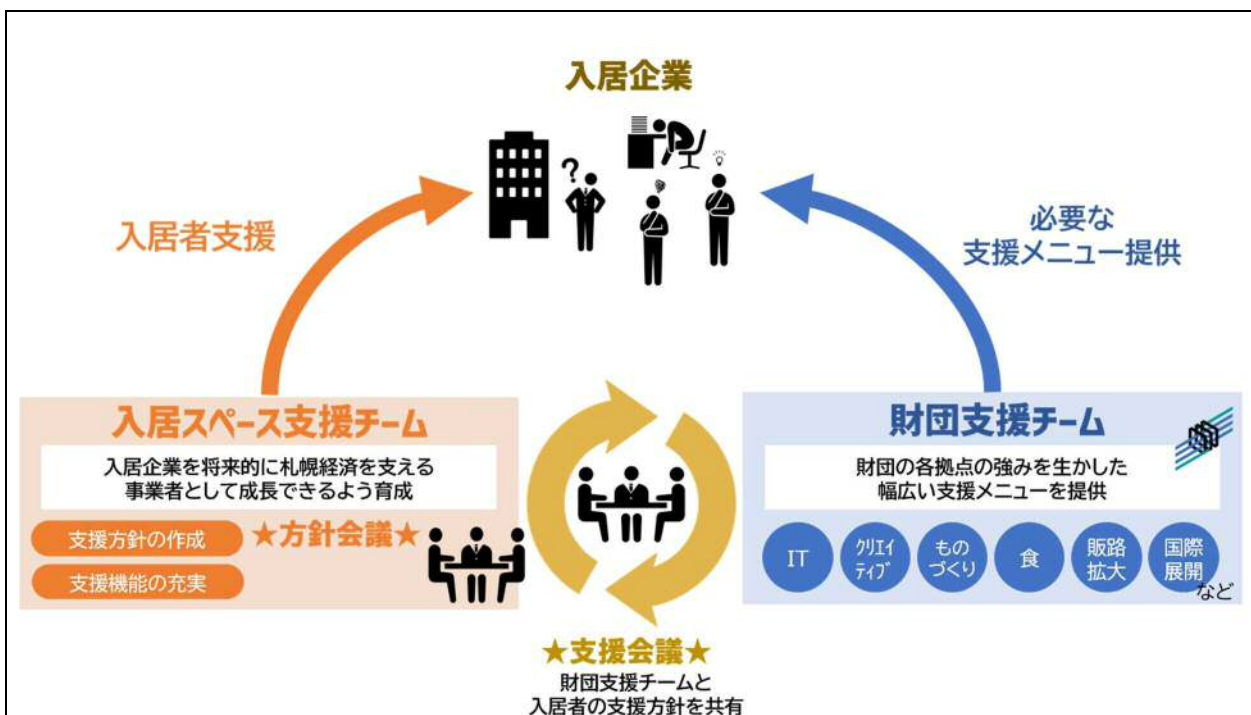 入居企業
?
入居者支援
必要な
支援メニュー提供
入居スペース支援チーム
入居企業を将来的に札幌経済を支える
事業者として成長できるよう育成
支援方針の作成
★方針会議★
支援機能の充実
財団支援チーム
財団の各拠点の強みを生かした
幅広い支援メニューを提供
IT
クリエイ
ティブ
もの
づくり
食
販路
拡大
国際
展開
など
★支援会議★
財団支援チームと
入居者の支援方針を共有